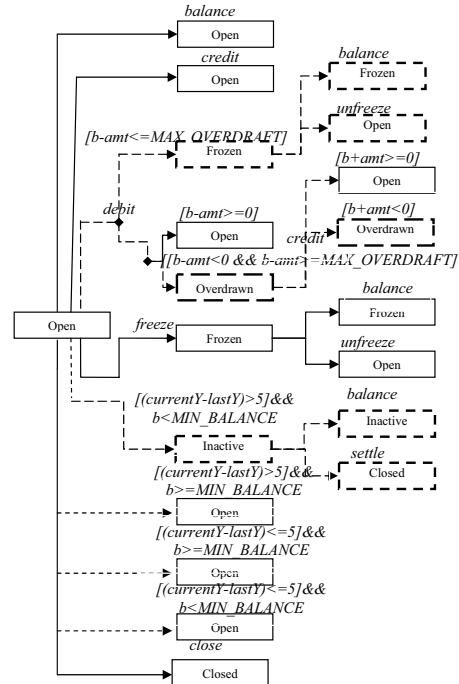 balance
Open
credit
Open
balance
Frozen
unfreeze
Open
[b-amt<=MAX_OVERDRAFT]
Frozen
[b+amt>=0]
Open
debit
[b-amt>=0]
Open
[b+amt<0]
Overdrawn
credit
[[b-amt<0 && b-amt>=MAX_OVERDRAFT]
Overdrawn
balance
Frozen
Open
freeze
Frozen
unfreeze
Open
[(currentY-lastY)>5]&&
b<MIN_BALANCE
Inactive
balance
Inactive
settle
Closed
[(currentY-lastY)>5]&&
b>=MIN_BALANCE
Open
[(currentY-lastY)<=5]&&
b>=MIN_BALANCE
Open
[(currentY-lastY)<=5]&&
b<MIN_BALANCE
Open
close
Closed